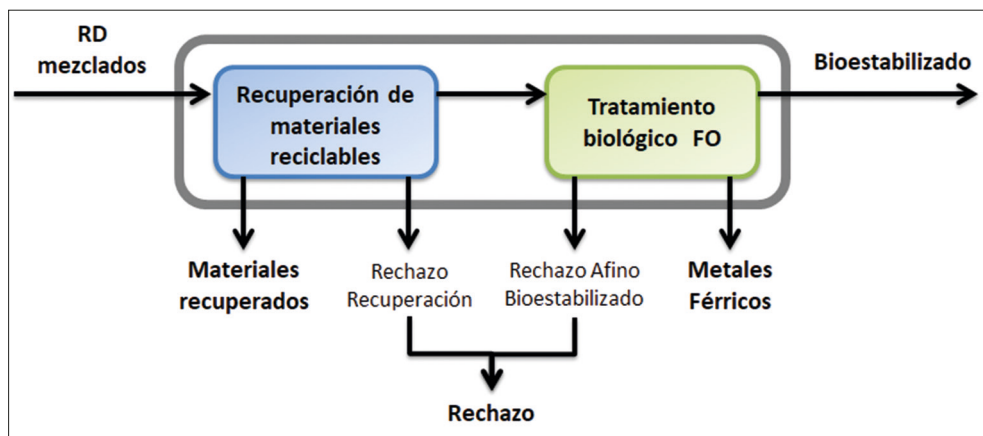 RD
mezclados
Recuperación de
materiales
reciclables
Tratamiento
biológico FO
Bioestabilizado
Materiales
recuperados
Rechazo
Recuperación
Rechazo Afino
Bioestabilizado
Metales
Férricos
Rechazo